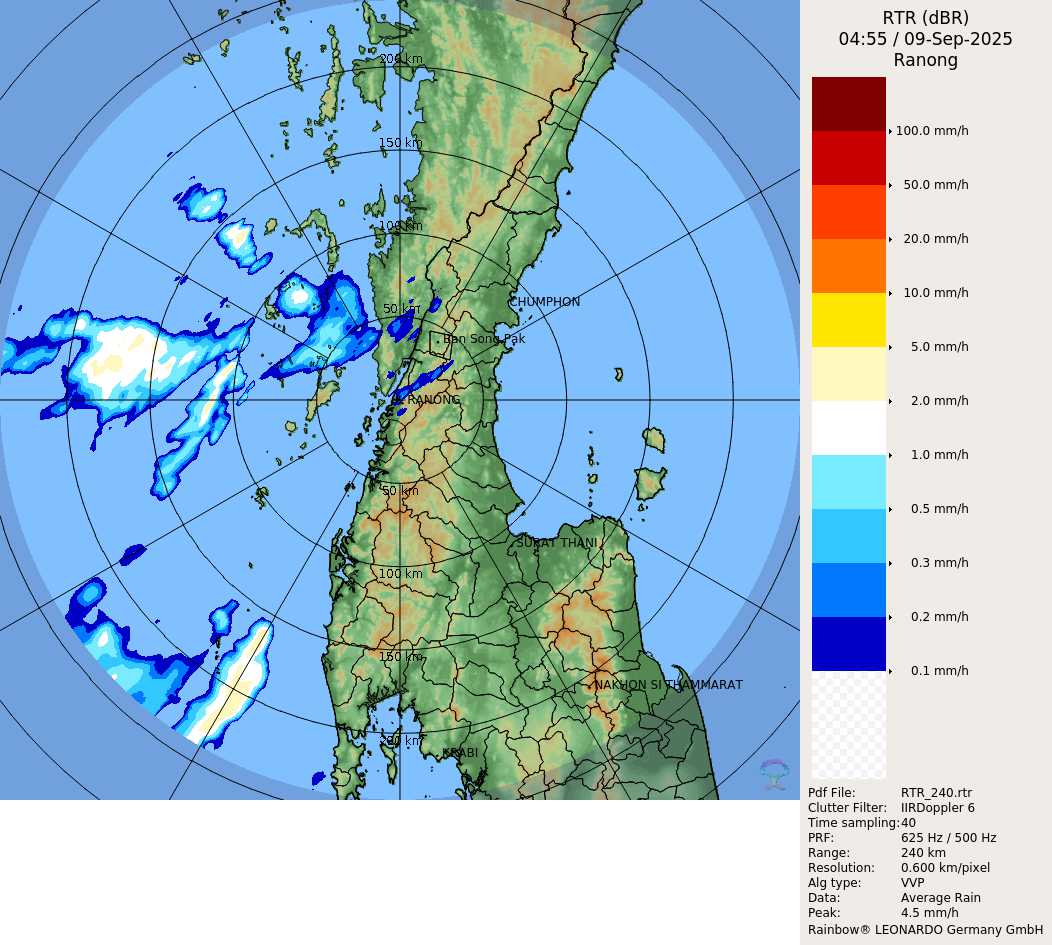 RTR (dBR)
04:55 / 09-Sep-2025
Ranong
200 km
150 km
100 km
50 km
CHUMPHON
Ban Song Pak
RANONG
50 km
SURAT THANI
100 km
150 km
NAKHON SI THAMMARAT
200 km
KRABI
100.0 mm/h
50.0 mm/h
20.0 mm/h
10.0 mm/h
5.0 mm/h
2.0 mm/h
1.0 mm/h
0.5 mm/h
0.3 mm/h
0.2 mm/h
0.1 mm/h
Pdf File: RTR_240.rtr
Clutter Filter: IIRDoppler 6
Time sampling: 40
PRF: 625 Hz / 500 Hz
Range: 240 km
Resolution: 0.600 km/pixel
Alg type: VVP
Data: Average Rain
Peak: 4.5 mm/h
Rainbow® LEONARDO Germany GmbH